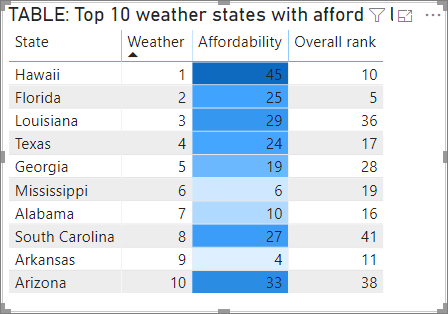 TABLE: Top 10 weather states with afford
State Weather Affordability Overall rank
Hawaii 1 45 10
Florida 2 25 5
Louisiana 3 29 36
Texas 4 24 17
Georgia 5 19 28
Mississippi 6 6 19
Alabama 7 10 16
South Carolina 8 27 41
Arkansas 9 4 11
Arizona 10 33 38